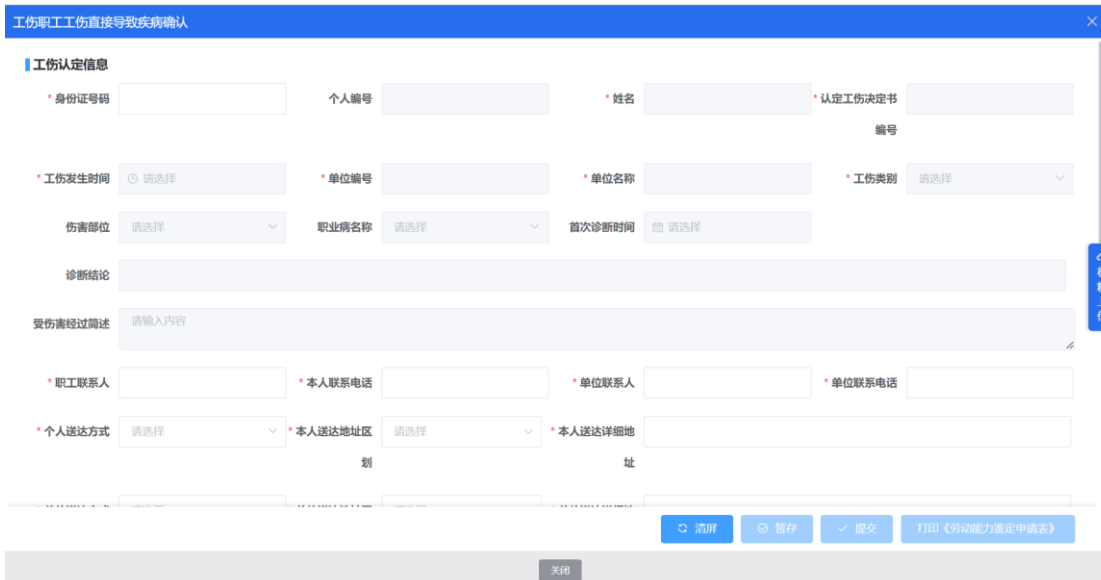 工伤职工工伤直接导致疾病确认
工伤认定信息
* 身份证号码 个人编号 * 姓名 * 认定工伤决定书
编号
* 工伤发生时间 请选择 * 单位编号 * 单位名称 * 工伤类别 请选择
伤害部位 请选择 职业病名称 请选择 首次诊断时间 请选择
诊断结论
受伤害经过简述 请输入内容
* 职工联系人 * 本人联系电话 * 单位联系人 * 单位联系电话
* 个人送达方式 请选择 * 本人送达地址区 请选择 * 本人送达详细地
划 址
清屏 暂存 提交 打印《劳动能力鉴定申请表》
关闭